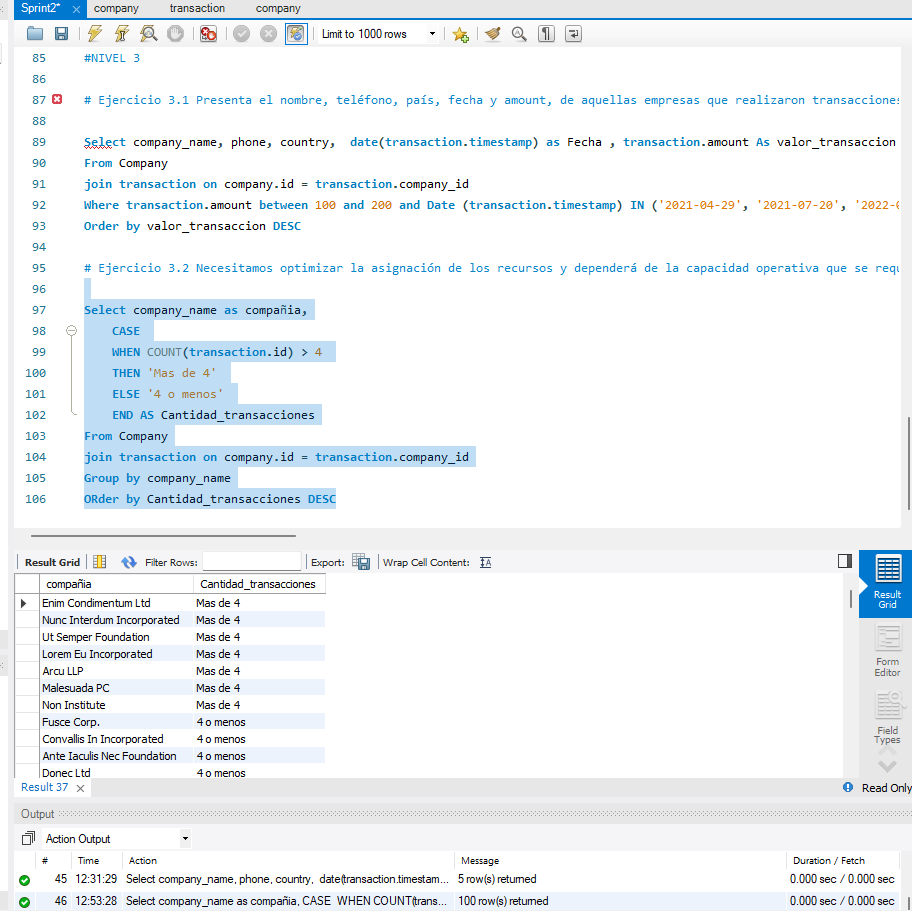 Sprint2* company transaction company
Limit to 1000 rows
85 #NIVEL 3
86
87 # Ejercicio 3.1 Presenta el nombre, teléfono, país, fecha y amount, de aquellas empresas que realizaron transacciones
88
89 Select company_name, phone, country, date(transaction.timestamp) as Fecha , transaction.amount As valor_transaccion
90 From Company
91 join transaction on company.id = transaction.company_id
92 Where transaction.amount between 100 and 200 and Date (transaction.timestamp) IN ('2021-04-29', '2021-07-20', '2022-0
93 Order by valor_transaccion DESC
94
95 # Ejercicio 3.2 Necesitamos optimizar la asignación de los recursos y dependerá de la capacidad operativa que se requ
96
97 Select company_name as compañia,
98 CASE
99 WHEN COUNT(transaction.id) > 4
100 THEN 'Mas de 4'
101 ELSE '4 o menos'
102 END AS Cantidad_transacciones
103 From Company
104 join transaction on company.id = transaction.company_id
105 Group by company_name
106 ORder by Cantidad_transacciones DESC
Result Grid Filter Rows: Export: Wrap Cell Content:
compañia Cantidad_transacciones
Enim Condimentum Ltd Mas de 4
Nunc Interdum Incorporated Mas de 4
Ut Semper Foundation Mas de 4
Lorem Eu Incorporated Mas de 4
Arcu LLP Mas de 4
Malesuada PC Mas de 4
Non Institute Mas de 4
Fusce Corp. 4 o menos
Convallis In Incorporated 4 o menos
Ante Iaculis Nec Foundation 4 o menos
Donec Ltd 4 o menos
Result
Grid
Form
Editor
Field
Types
Result 37 Read Only
Output
Action Output
# Time Action Message Duration / Fetch
45 12:31:29 Select company_name, phone, country, date(transaction.timestam... 5 row(s) returned 0.000 sec / 0.000 sec
46 12:53:28 Select company_name as compañia, CASE WHEN COUNT(trans... 100 row(s) returned 0.000 sec / 0.000 sec